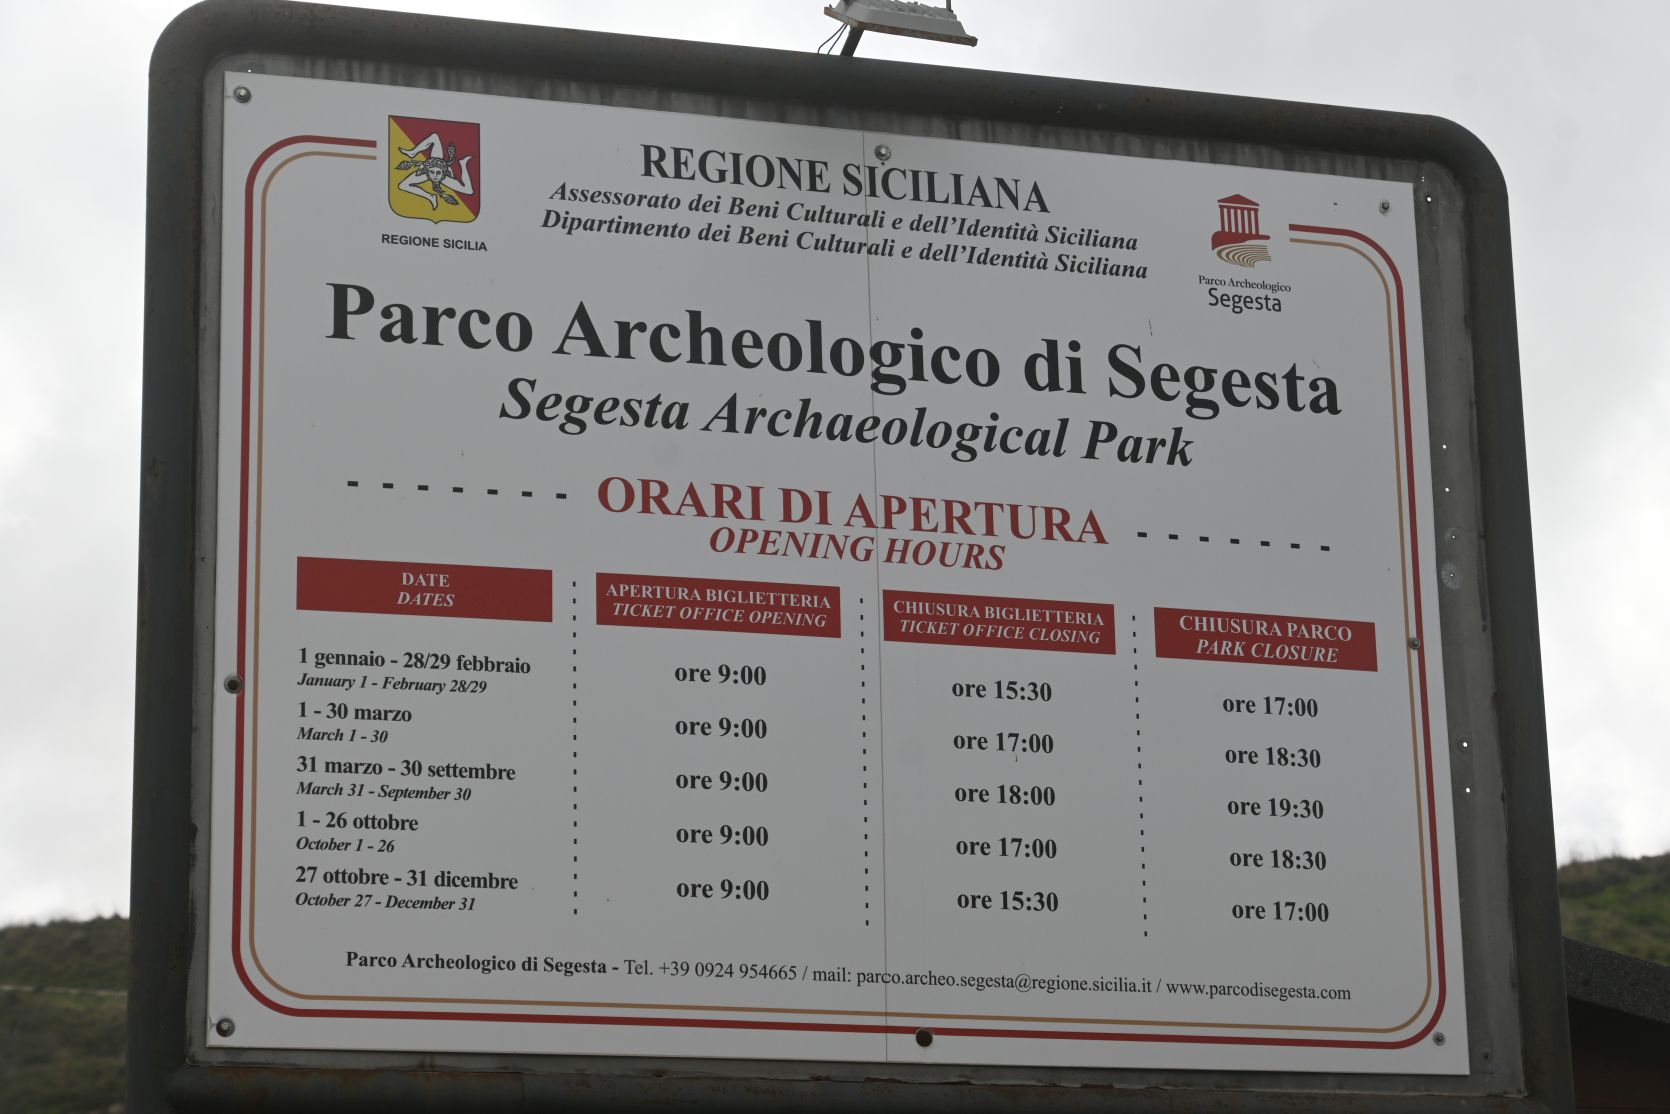 REGIONE SICILIANA
Assessorato dei Beni Culturali e dell'Identità Siciliana
Dipartimento dei Beni Culturali e dell'Identità Siciliana
REGIONE SICILIA
Parco Archeologico
Segesta
Parco Archeologico di Segesta
Segesta Archaeological Park
ORARI DI APERTURA
OPENING HOURS
DATE
DATES
APERTURA BIGLIETTERIA
TICKET OFFICE OPENING
CHIUSURA BIGLIETTERIA
TICKET OFFICE CLOSING
CHIUSURA PARCO
PARK CLOSURE
1 gennaio - 28/29 febbraio
January 1 - February 28/29
ore 9:00
ore 15:30
ore 17:00
1 - 30 marzo
March 1 - 30
ore 9:00
ore 17:00
ore 18:30
31 marzo - 30 settembre
March 31 - September 30
ore 9:00
ore 18:00
ore 19:30
1 - 26 ottobre
October 1 - 26
ore 9:00
ore 17:00
ore 18:30
27 ottobre - 31 dicembre
October 27 - December 31
ore 9:00
ore 15:30
ore 17:00
Parco Archeologico di Segesta - Tel. +39 0924 954665 / mail: parco.archeo.segesta@regione.sicilia.it / www.parcodisegesta.com